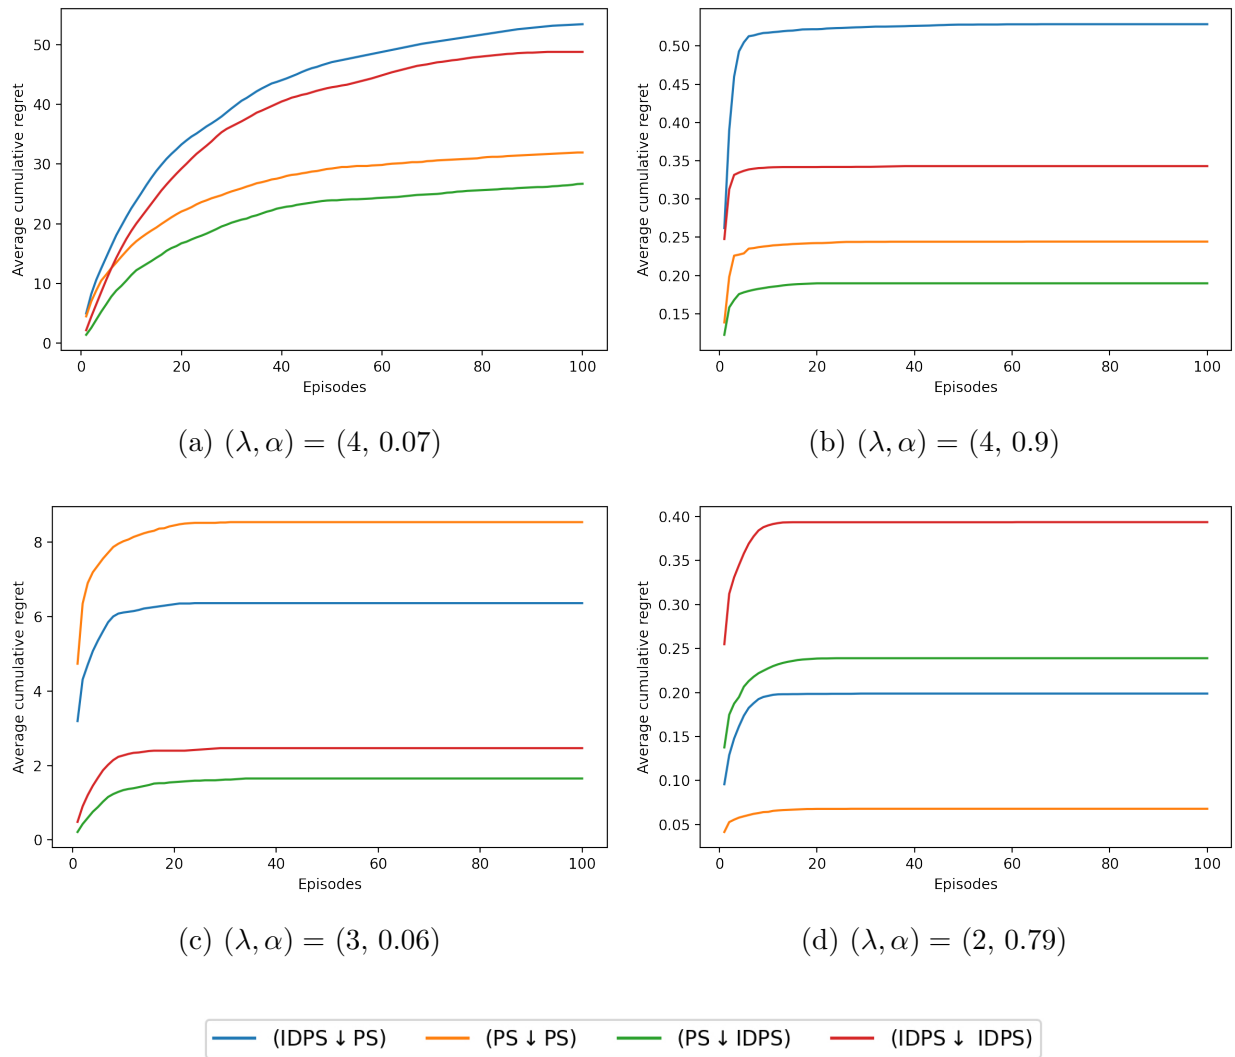 Average cumulative regret
50
40
30
20
10
0
0 20 40 60 80 100
Episodes
(a) (λ, α) = (4, 0.07)
Average cumulative regret
0.50
0.45
0.40
0.35
0.30
0.25
0.20
0.15
0 20 40 60 80 100
Episodes
(b) (λ, α) = (4, 0.9)
Average cumulative regret
8
6
4
2
0
0 20 40 60 80 100
Episodes
(c) (λ, α) = (3, 0.06)
Average cumulative regret
0.40
0.35
0.30
0.25
0.20
0.15
0.10
0.05
0 20 40 60 80 100
Episodes
(d) (λ, α) = (2, 0.79)
(IDPS ↓ PS) (PS ↓ PS) (PS ↓ IDPS) (IDPS ↓ IDPS)